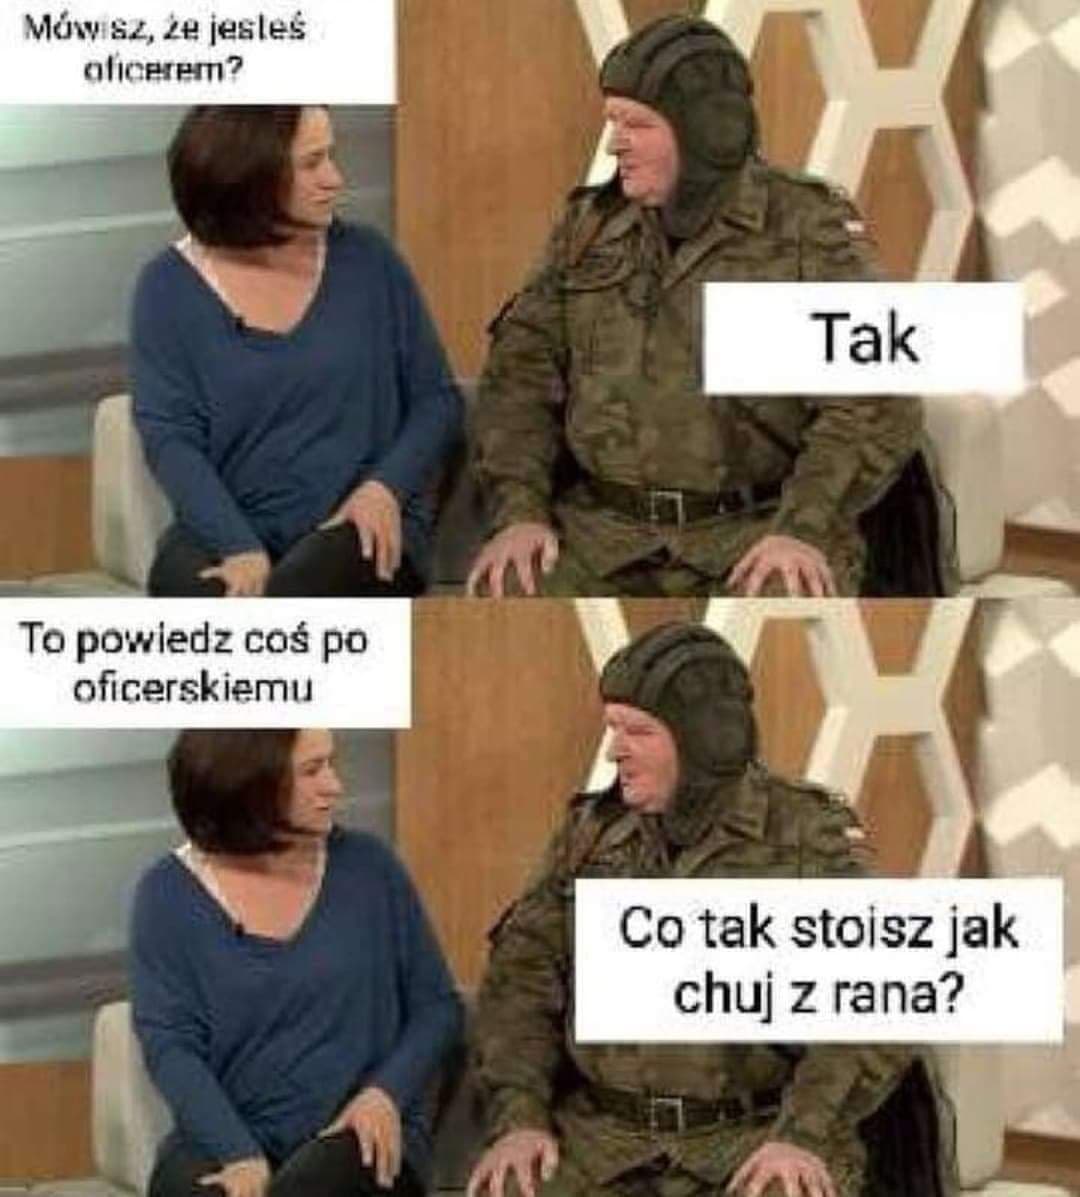 Mówisz, że jesteś
oficerem?
Tak
To powiedz coś po
oficerskiemu
Co tak stoisz jak
chuj z rana?